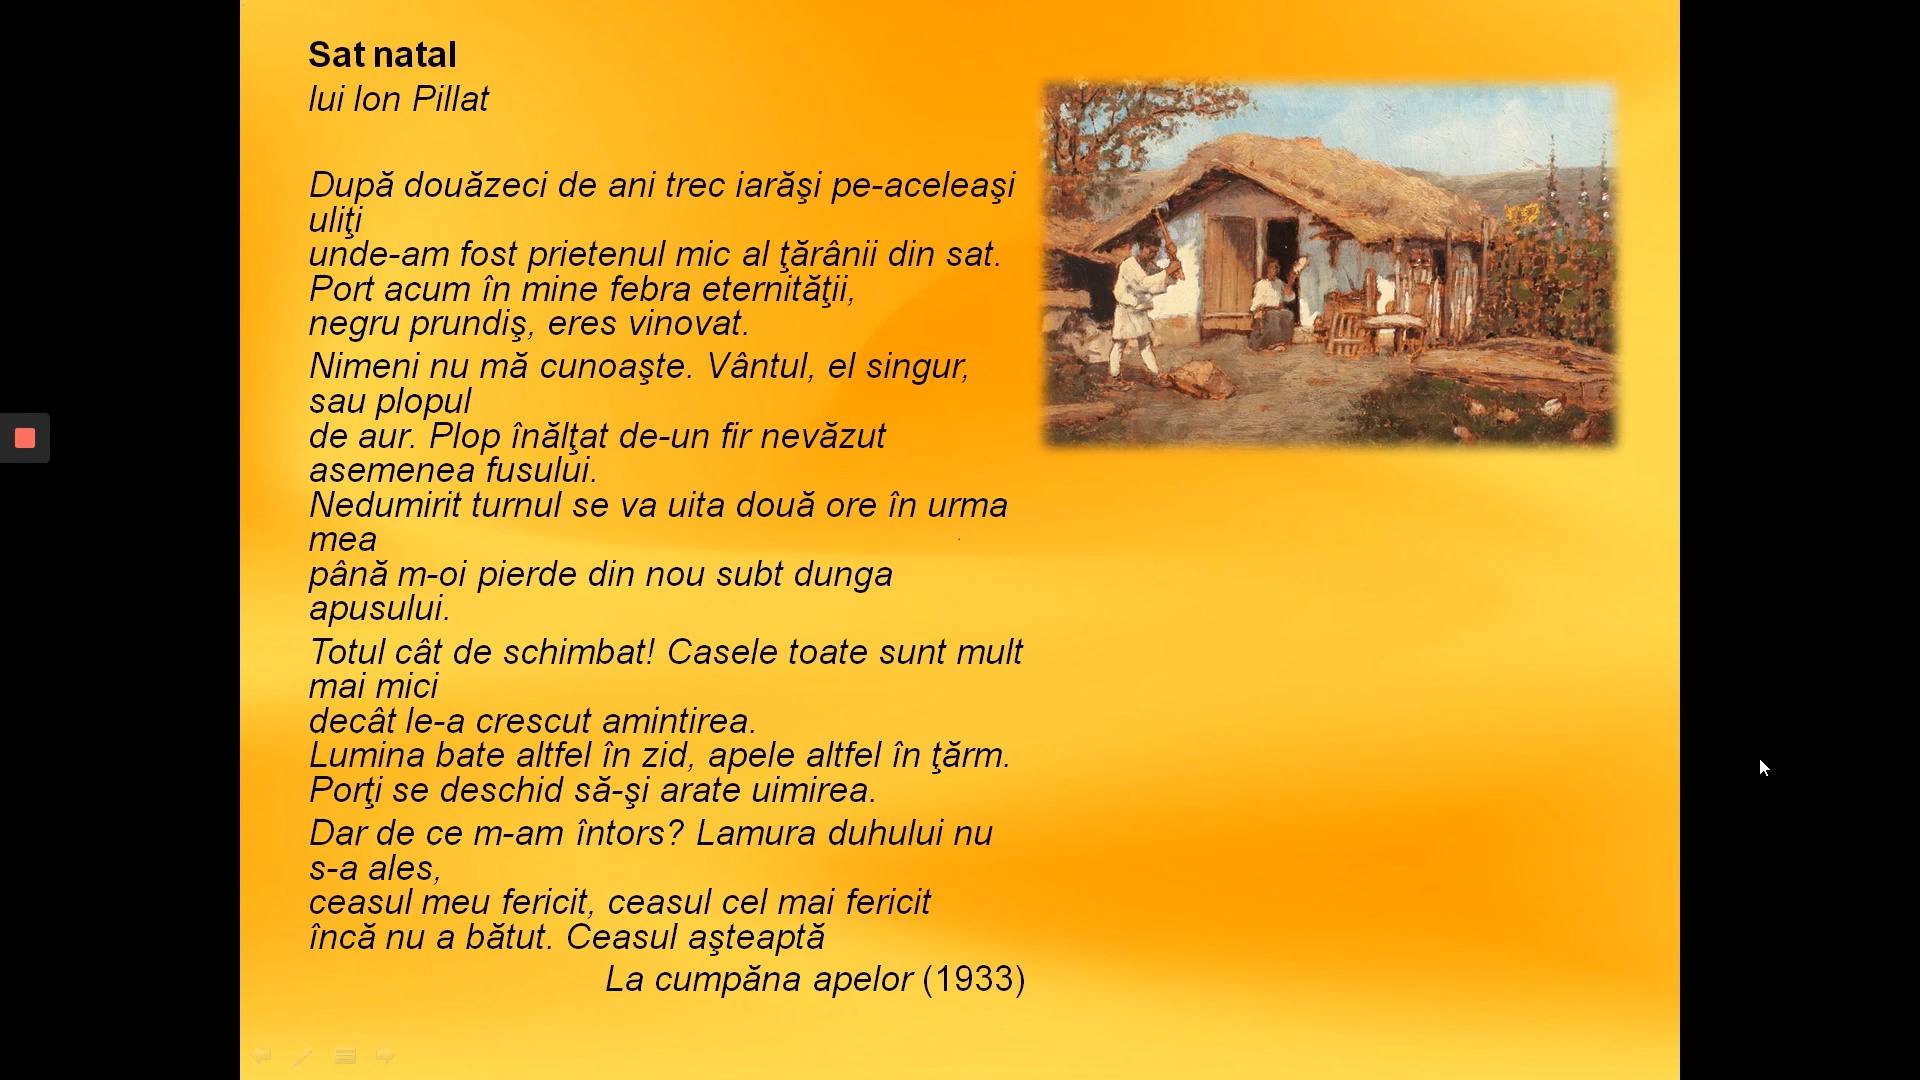 Sat natal
lui Ion Pillat
După douăzeci de ani trec iarăşi pe-aceleaşi
uliţi
unde-am fost prietenul mic al ţărânii din sat.
Port acum în mine febra eternităţii,
negru prundiş, eres vinovat.
Nimeni nu mă cunoaşte. Vântul, el singur,
sau plopul
de aur. Plop înălţat de-un fir nevăzut
asemenea fusului.
Nedumirit turnul se va uita două ore în urma
mea
până m-oi pierde din nou subt dunga
apusului.
Totul cât de schimbat! Casele toate sunt mult
mai mici
decât le-a crescut amintirea.
Lumina bate altfel în zid, apele altfel în ţărm.
Porţi se deschid să-şi arate uimirea.
Dar de ce m-am întors? Lamura duhului nu
s-a ales,
ceasul meu fericit, ceasul cel mai fericit
încă nu a bătut. Ceasul aşteaptă
La cumpăna apelor (1933)